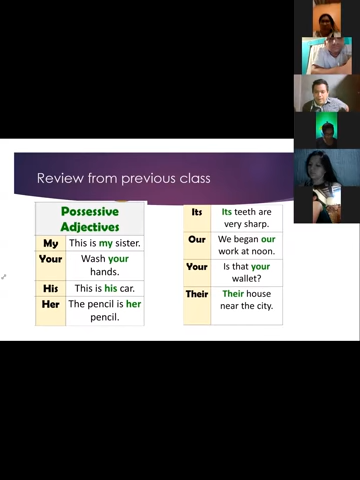 Review from previous class
Possessive
Adjectives
My This is my sister.
Your Wash your
hands.
His This is his car.
Her The pencil is her
pencil.
Its Its teeth are
very sharp.
Our We began our
work at noon.
Your Is that your
wallet?
Their Their house
near the city.